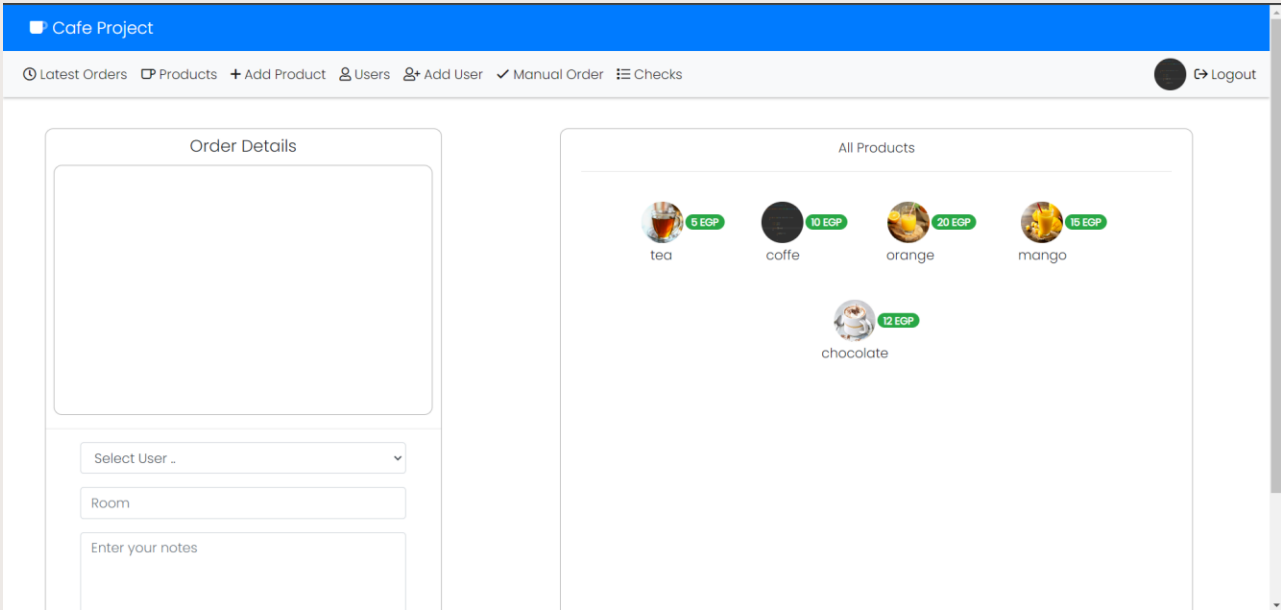 Cafe Project
Latest Orders Products Add Product Users Add User Manual Order Checks Logout
Order Details
Select User ..
Room
Enter your notes
All Products
5 EGP 10 EGP 20 EGP 15 EGP
tea coffe orange mango
12 EGP
chocolate